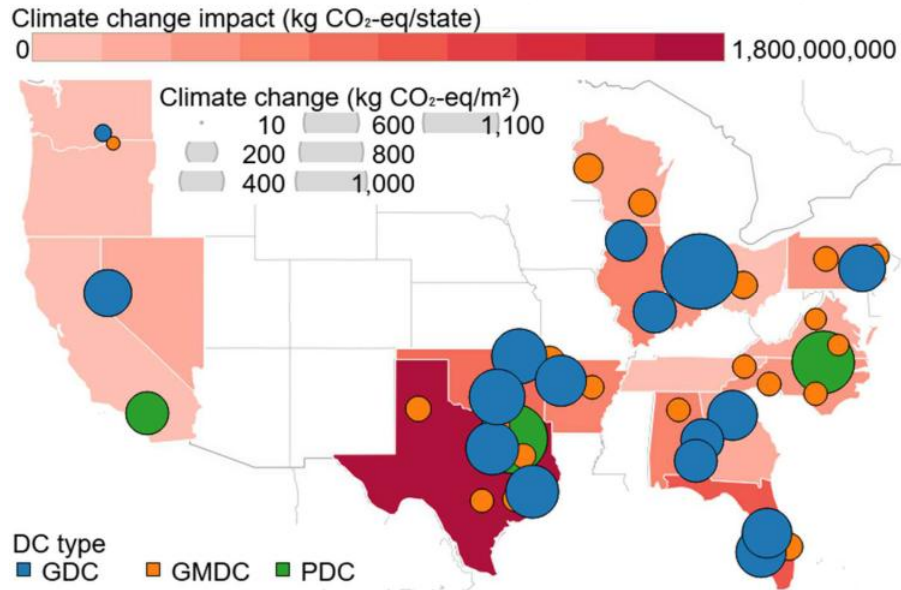 Climate change impact (kg CO₂-eq/state)
0 1,800,000,000
Climate change (kg CO₂-eq/m²)
10 600 1,100
200 800
400 1,000
DC type
GDC GMDC PDC